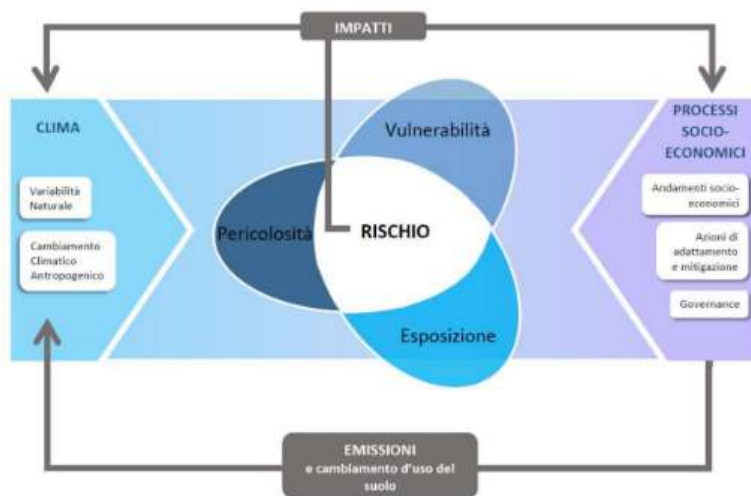 IMPATTI
CLIMA
Variabilità
Naturale
Cambiamento
Climatico
Antropogenico
Vulnerabilità
Pericolosità
RISCHIO
Esposizione
PROCESSI
SOCIO-
ECONOMICI
Andamenti socio-
economici
Azioni di
adattamento
e mitigazione
Governance
EMISSIONI
e cambiamento d'uso del
suolo